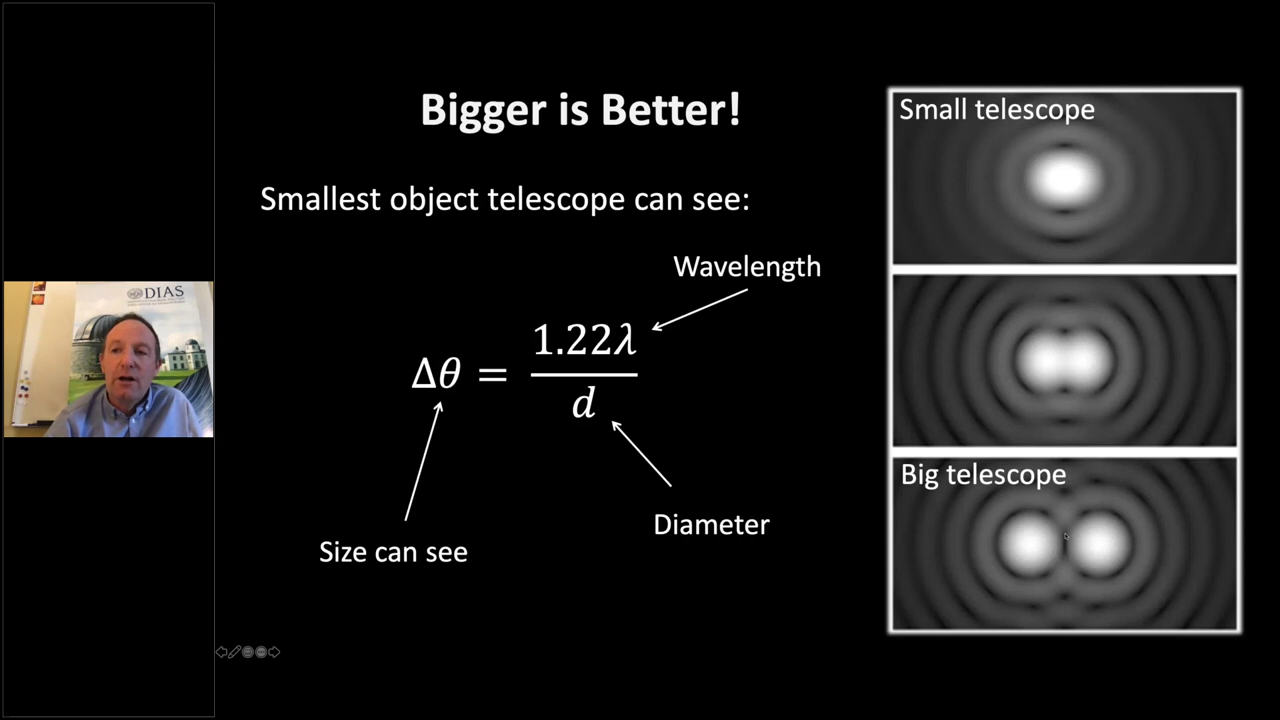 Bigger is Better!
Smallest object telescope can see:
Wavelength
Δθ = 1.22λ / d
Size can see
Diameter
Small telescope
Big telescope
DIAS